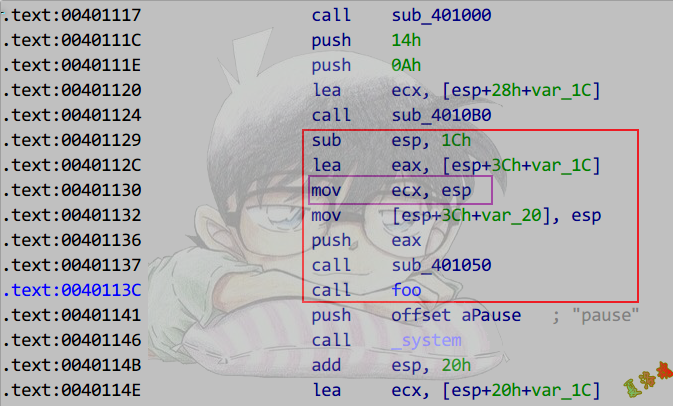 .text:00401117 call sub_401000
.text:0040111C push 14h
.text:0040111E push 0Ah
.text:00401120 lea ecx, [esp+28h+var_1C]
.text:00401124 call sub_4010B0
.text:00401129 sub esp, 1Ch
.text:0040112C lea eax, [esp+3Ch+var_1C]
.text:00401130 mov ecx, esp
.text:00401132 mov [esp+3Ch+var_20], esp
.text:00401136 push eax
.text:00401137 call sub_401050
.text:0040113C call foo
.text:00401141 push offset aPause ; "pause"
.text:00401146 call _system
.text:0040114B add esp, 20h
.text:0040114E lea ecx, [esp+20h+var_1C]